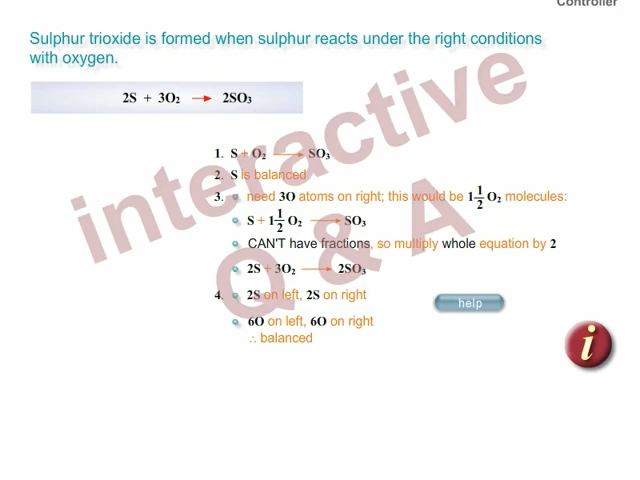 Controller
Sulphur trioxide is formed when sulphur reacts under the right conditions
with oxygen.
2S + 3O₂ → 2SO₃
1. S + O₂ → SO₃
2. S is balanced
3. need 3O atoms on right; this would be 1½ O₂ molecules:
S + 1½ O₂ → SO₃
CAN'T have fractions, so multiply whole equation by 2
2S + 3O₂ → 2SO₃
4. 2S on left, 2S on right
6O on left, 6O on right
∴ balanced
help
i
interactive
Q & A